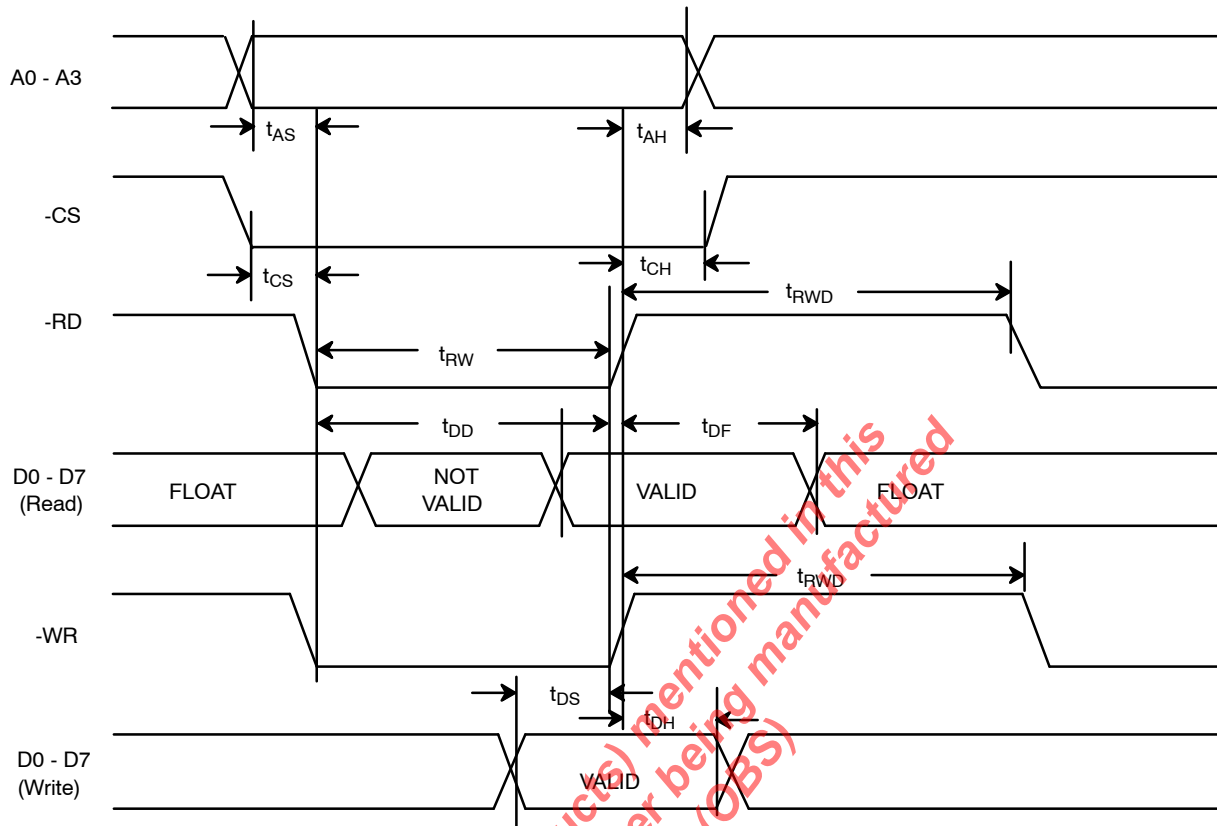 A0 - A3
tAS
tAH
-CS
tCS
tCH
tRWD
-RD
tRW
tDD
tDF
D0 - D7
(Read)
FLOAT
NOT
VALID
VALID
FLOAT
tRWD
-WR
tDS
tDH
D0 - D7
(Write)
VALID
mentioned in this
being manufactured
(OBS)